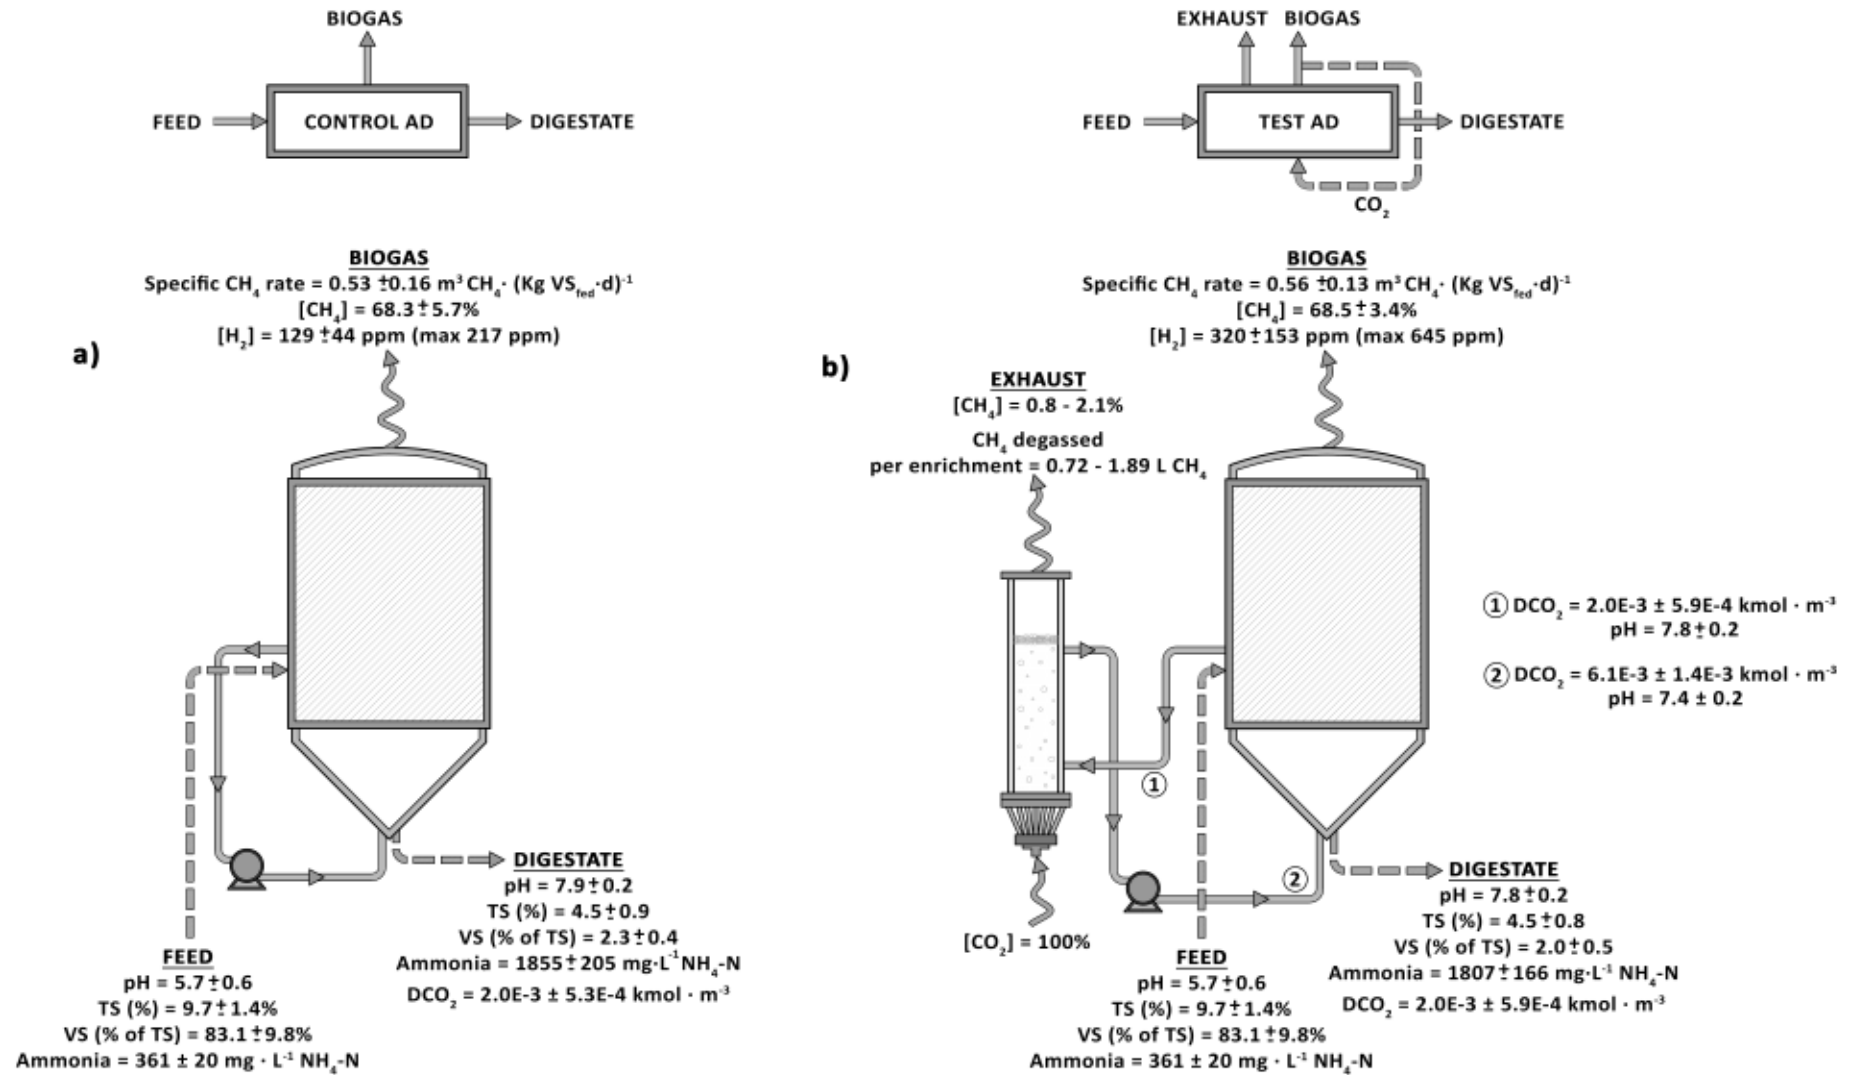 BIOGAS
FEED
CONTROL AD
DIGESTATE
BIOGAS
Specific CH₄ rate = 0.53 ±0.16 m³ CH₄· (Kg VS_fed·d)⁻¹
[CH₄] = 68.3 ± 5.7%
[H₂] = 129 ±44 ppm (max 217 ppm)
a)
DIGESTATE
pH = 7.9 ± 0.2
TS (%) = 4.5 ± 0.9
VS (% of TS) = 2.3 ± 0.4
Ammonia = 1855 ± 205 mg·L⁻¹ NH₄-N
DCO₂ = 2.0E-3 ± 5.3E-4 kmol · m⁻³
FEED
pH = 5.7 ± 0.6
TS (%) = 9.7 ± 1.4%
VS (% of TS) = 83.1 ± 9.8%
Ammonia = 361 ± 20 mg · L⁻¹ NH₄-N
EXHAUST
BIOGAS
FEED
TEST AD
DIGESTATE
CO₂
BIOGAS
Specific CH₄ rate = 0.56 ±0.13 m³ CH₄· (Kg VS_fed·d)⁻¹
[CH₄] = 68.5 ± 3.4%
[H₂] = 320 ± 153 ppm (max 645 ppm)
b)
EXHAUST
[CH₄] = 0.8 - 2.1%
CH₄ degassed
per enrichment = 0.72 - 1.89 L CH₄
① DCO₂ = 2.0E-3 ± 5.9E-4 kmol · m⁻³
pH = 7.8 ± 0.2
② DCO₂ = 6.1E-3 ± 1.4E-3 kmol · m⁻³
pH = 7.4 ± 0.2
①
②
[CO₂] = 100%
DIGESTATE
pH = 7.8 ± 0.2
TS (%) = 4.5 ± 0.8
VS (% of TS) = 2.0 ± 0.5
Ammonia = 1807 ± 166 mg·L⁻¹ NH₄-N
DCO₂ = 2.0E-3 ± 5.9E-4 kmol · m⁻³
FEED
pH = 5.7 ± 0.6
TS (%) = 9.7 ± 1.4%
VS (% of TS) = 83.1 ± 9.8%
Ammonia = 361 ± 20 mg · L⁻¹ NH₄-N